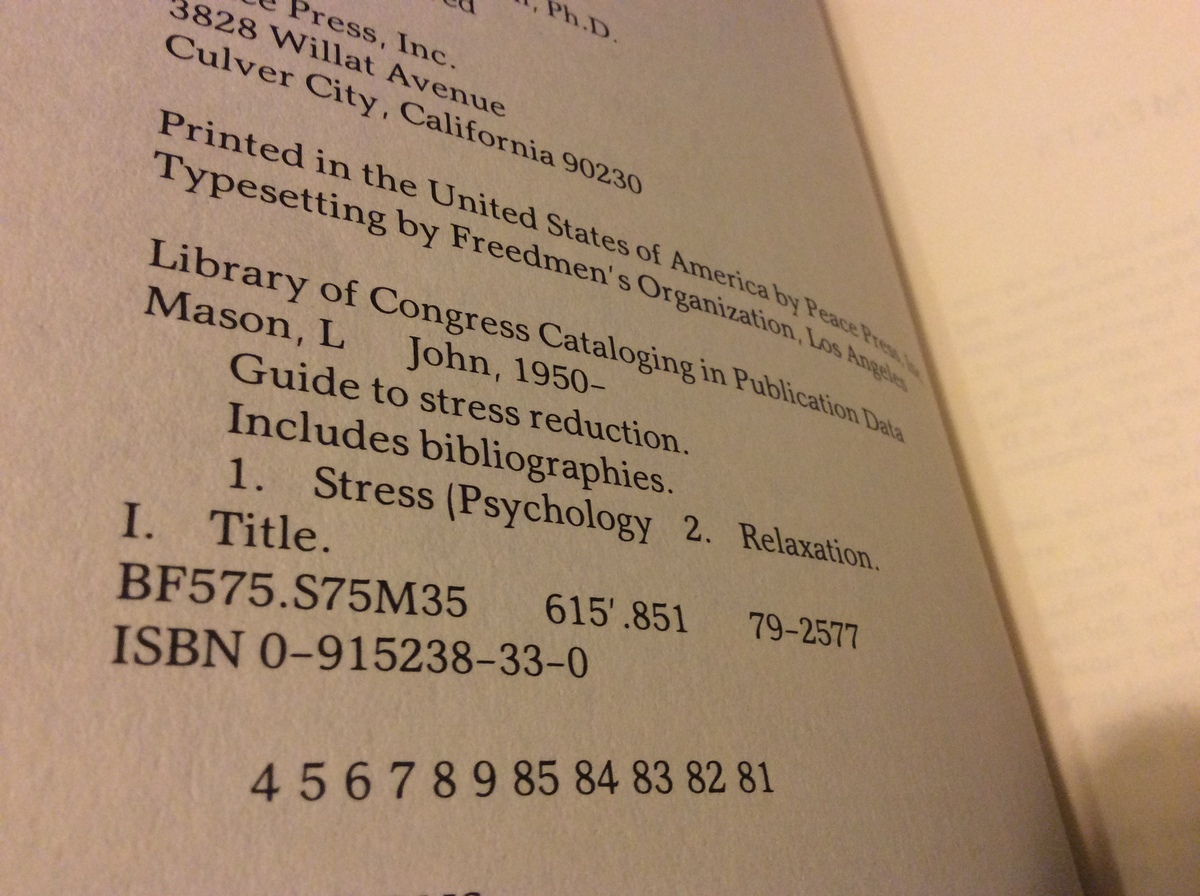 Ph.D.
Press, Inc.
3828 Willat Avenue
Culver City, California 90230
Printed in the United States of America by Peace Press, Inc.
Typesetting by Freedmen's Organization, Los Angeles
Library of Congress Cataloging in Publication Data
Mason, L John, 1950–
Guide to stress reduction.
Includes bibliographies.
1. Stress (Psychology 2. Relaxation.
I. Title.
BF575.S75M35 615'.851 79–2577
ISBN 0–915238–33–0
4 5 6 7 8 9 85 84 83 82 81